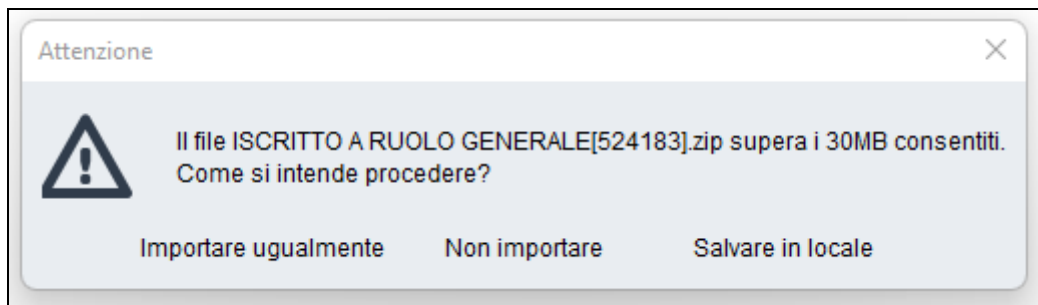 Attenzione
Il file ISCRITTO A RUOLO GENERALE[524183].zip supera i 30MB consentiti.
Come si intende procedere?
Importare ugualmente Non importare Salvare in locale